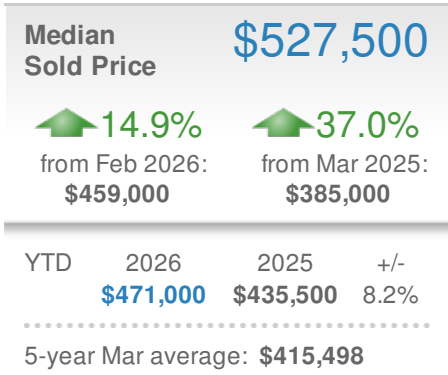 Median
Sold Price
$527,500
14.9%
37.0%
from Feb 2026:
from Mar 2025:
$459,000
$385,000
YTD 2026 2025 +/-
$471,000 $435,500 8.2%
5-year Mar average: $415,498